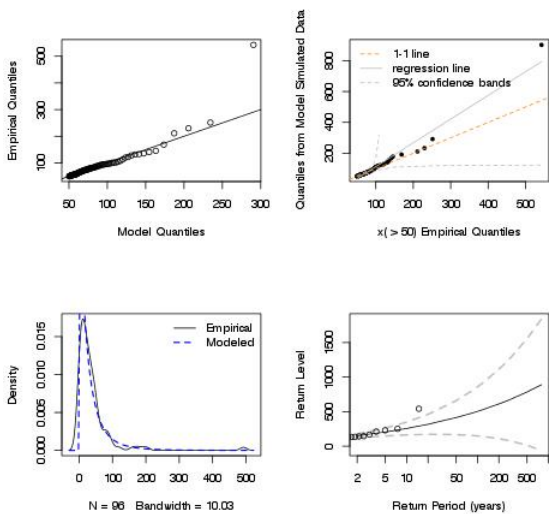 Empirical Quantiles
100
300
500
50 100 150 200 250 300
Model Quantiles
Quantiles from Model Simulated Data
200
400
600
800
1-1 line
regression line
95% confidence bands
100 200 300 400 500
x( > 50) Empirical Quantiles
Density
0.000
0.005
0.010
0.015
Empirical
Modeled
0 100 200 300 400 500
N = 96 Bandwidth = 10.03
Return Level
0
500
1000
1500
2 5 10 50 100 200 500
Return Period (years)